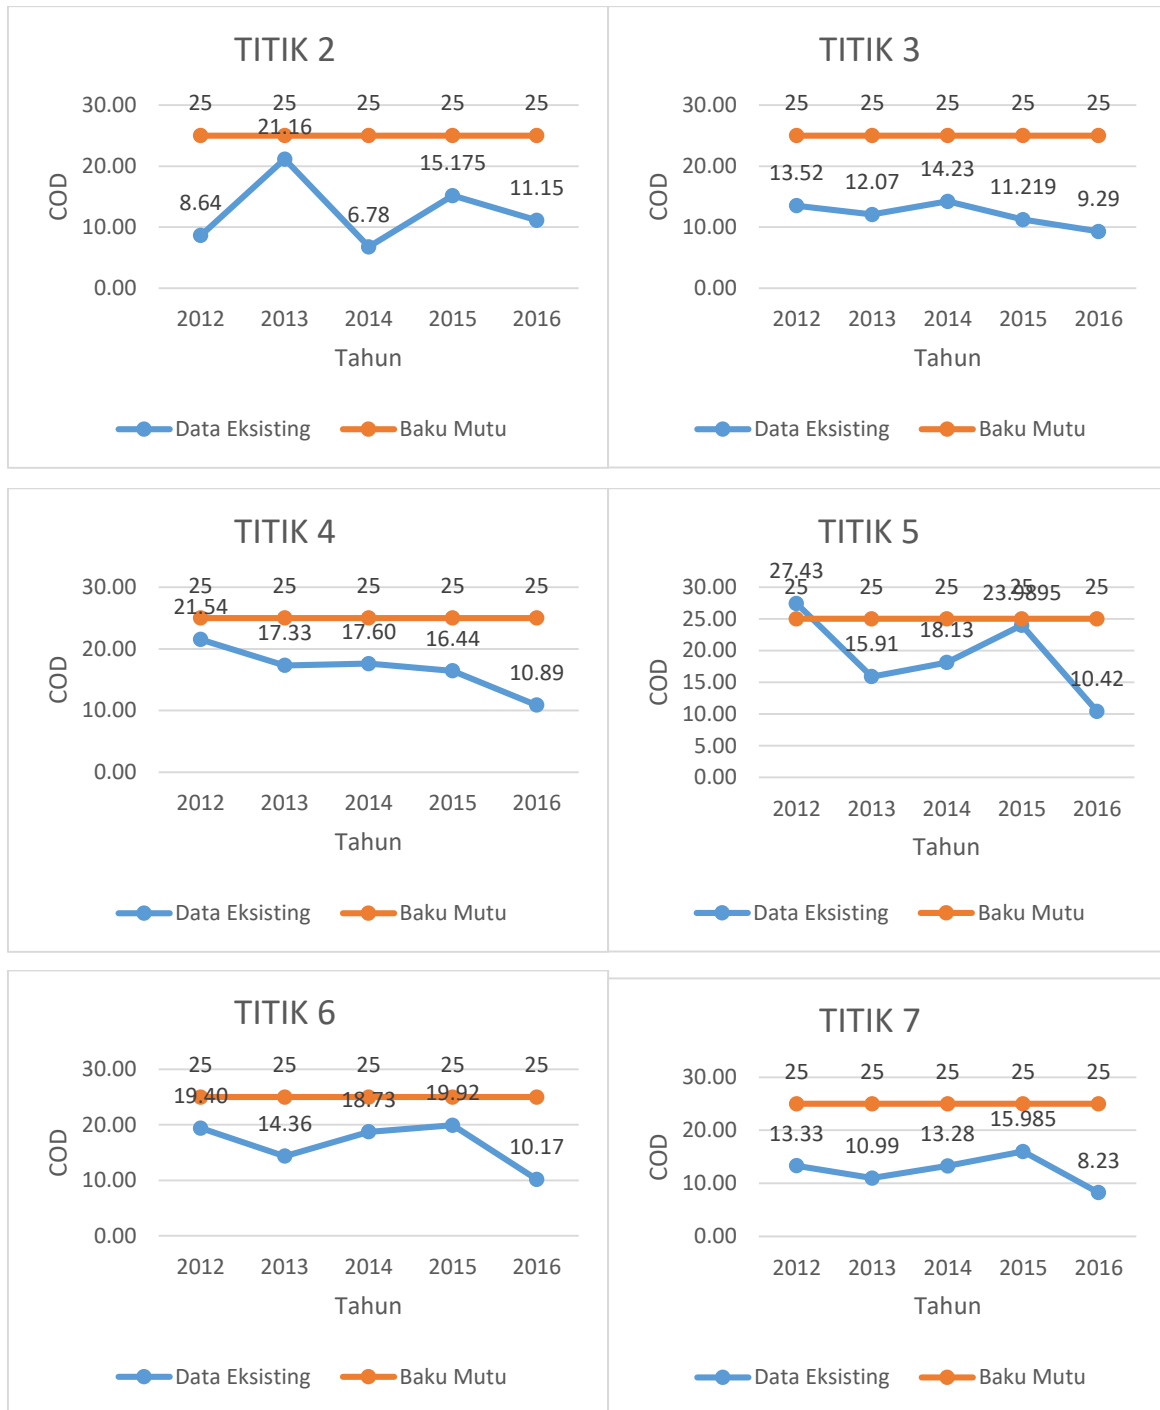 TITIK 2
30.00
20.00
10.00
0.00
COD
25 25 25 25 25
8.64 21.16 6.78 15.175 11.15
2012 2013 2014 2015 2016
Tahun
Data Eksisting Baku Mutu
TITIK 3
30.00
20.00
10.00
0.00
COD
25 25 25 25 25
13.52 12.07 14.23 11.219 9.29
2012 2013 2014 2015 2016
Tahun
Data Eksisting Baku Mutu
TITIK 4
30.00
20.00
10.00
0.00
COD
25 25 25 25 25
21.54 17.33 17.60 16.44 10.89
2012 2013 2014 2015 2016
Tahun
Data Eksisting Baku Mutu
TITIK 5
30.00
25.00
20.00
15.00
10.00
5.00
0.00
COD
25 25 25 25 25
27.43 15.91 18.13 23.9895 10.42
2012 2013 2014 2015 2016
Tahun
Data Eksisting Baku Mutu
TITIK 6
30.00
20.00
10.00
0.00
COD
25 25 25 25 25
19.40 14.36 18.73 19.92 10.17
2012 2013 2014 2015 2016
Tahun
Data Eksisting Baku Mutu
TITIK 7
30.00
20.00
10.00
0.00
COD
25 25 25 25 25
13.33 10.99 13.28 15.985 8.23
2012 2013 2014 2015 2016
Tahun
Data Eksisting Baku Mutu